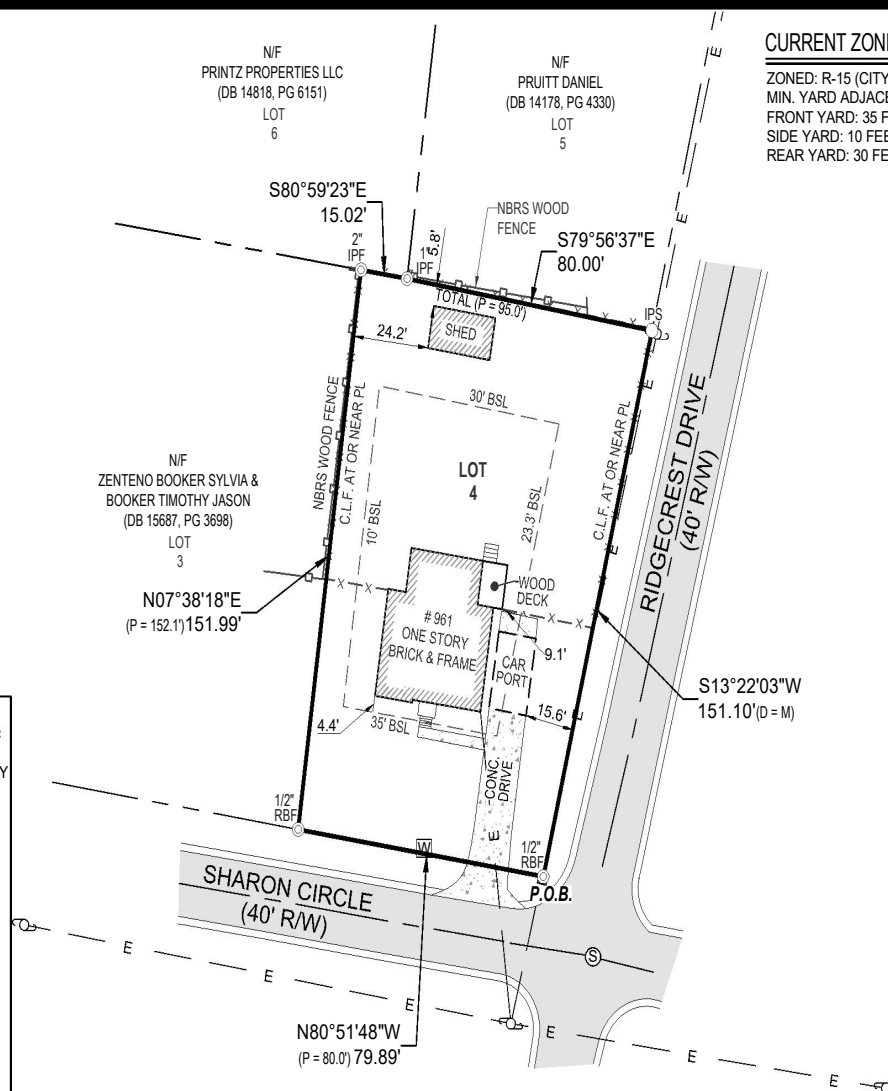 N/F
PRINTZ PROPERTIES LLC
(DB 14818, PG 6151)
LOT
6
N/F
PRUITT DANIEL
(DB 14178, PG 4330)
LOT
5
CURRENT ZON
ZONED: R-15 (CITY
MIN. YARD ADJACE
FRONT YARD: 35 F
SIDE YARD: 10 FEE
REAR YARD: 30 FE
E
E
E
S80°59'23"E
15.02'
2"
IPF
1"
IPF
5.8'
NBRS WOOD
FENCE
S79°56'37"E
80.00'
TOTAL (P = 95.0')
IPS
SHED
24.2'
30' BSL
LOT
4
NBRS WOOD FENCE
C.L.F. AT OR NEAR PL
10' BSL
23.3' BSL
C.L.F. AT OR NEAR PL
E
E
E
E
E
RIDGECREST DRIVE
(40' R/W)
N/F
ZENTENO BOOKER SYLVIA &
BOOKER TIMOTHY JASON
(DB 15687, PG 3698)
LOT
3
N07°38'18"E
(P = 152.1') 151.99'
X X
WOOD
DECK
# 961
ONE STORY
BRICK & FRAME
9.1'
CAR
PORT
15.6'
S13°22'03"W
151.10' (D = M)
4.4'
35' BSL
CONC.
DRIVE
E
1/2"
RBF
W
1/2"
RBF
P.O.B.
Y
SHARON CIRCLE
(40' R/W)
S
E
E
E
E
E
E
E
N80°51'48"W
(P = 80.0') 79.89'